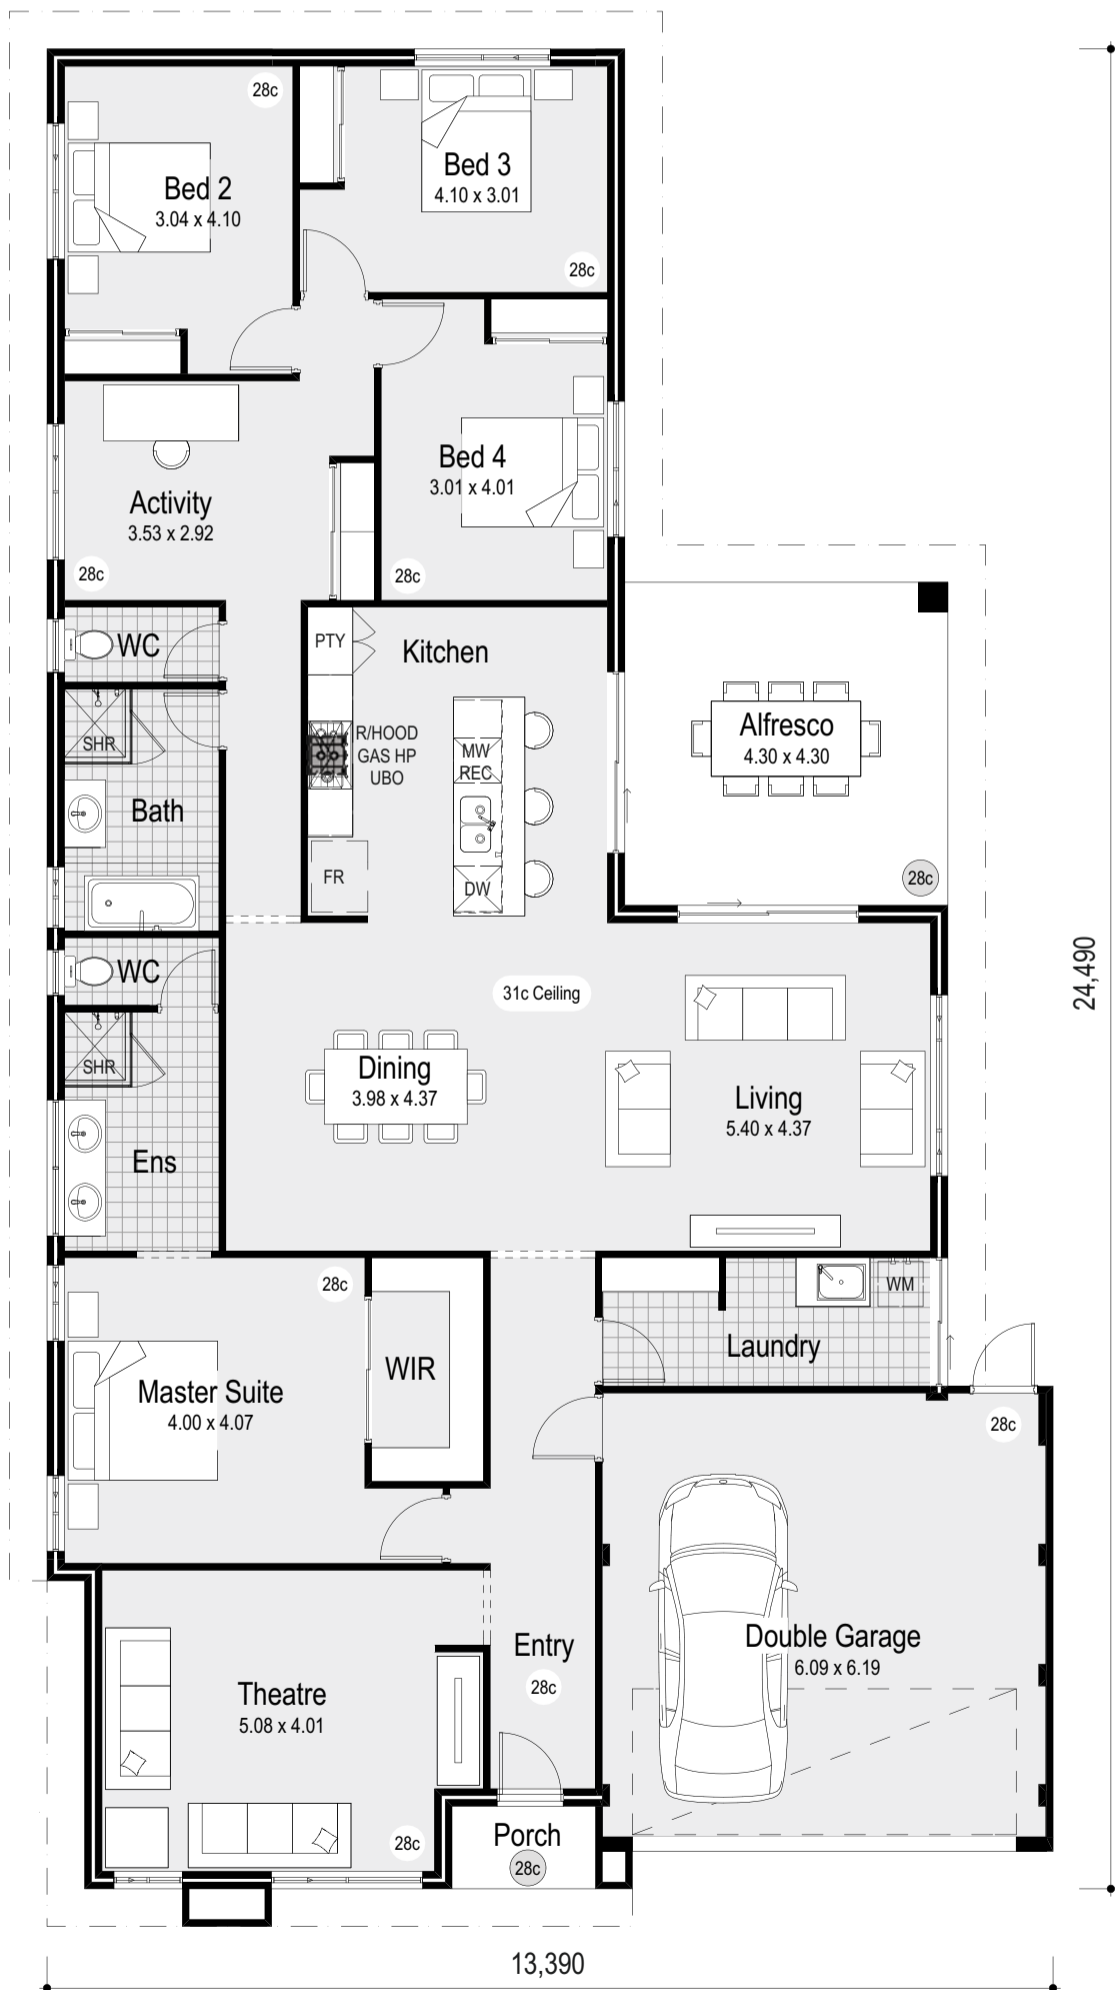 28c
Bed 2
3.04 x 4.10
Bed 3
4.10 x 3.01
28c
Bed 4
3.01 x 4.01
28c
Activity
3.53 x 2.92
28c
WC
PTY
Kitchen
R/HOOD
GAS HP
UBO
MW
REC
FR
DW
Alfresco
4.30 x 4.30
28c
SHR
Bath
WC
SHR
Ens
31c Ceiling
Dining
3.98 x 4.37
Living
5.40 x 4.37
24,490
28c
Master Suite
4.00 x 4.07
WIR
WM
Laundry
28c
Double Garage
6.09 x 6.19
Entry
28c
Theatre
5.08 x 4.01
28c
Porch
28c
13,390